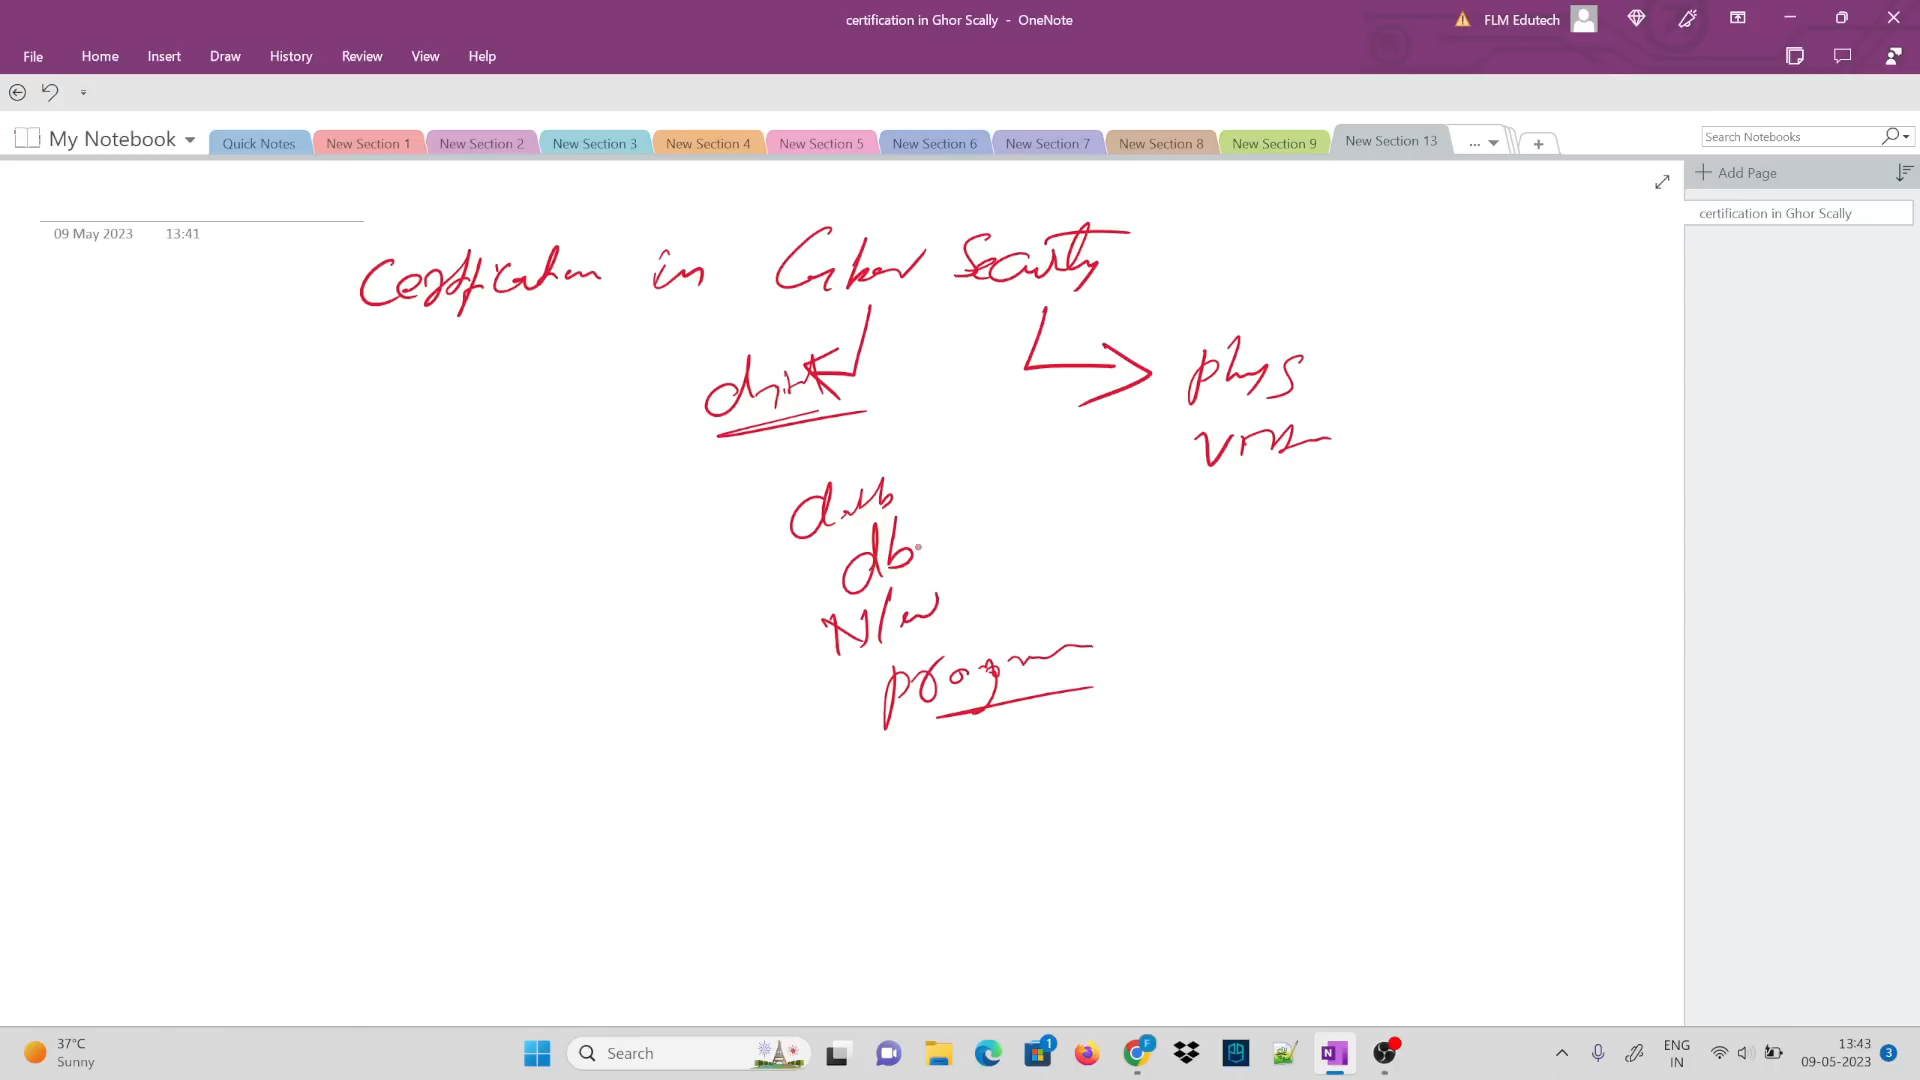 certification in Ghor Scally - OneNote
FLM Edutech
File Home Insert Draw History Review View Help
My Notebook
Quick Notes New Section 1 New Section 2 New Section 3 New Section 4 New Section 5 New Section 6 New Section 7 New Section 8 New Section 9 New Section 13 ...
Search Notebooks
Add Page
certification in Ghor Scally
09 May 2023 13:41
Certification in Cyber Security
phys
db
N/w
37°C
Sunny
Search
1
F
ENG
IN
13:43
09-05-2023
3